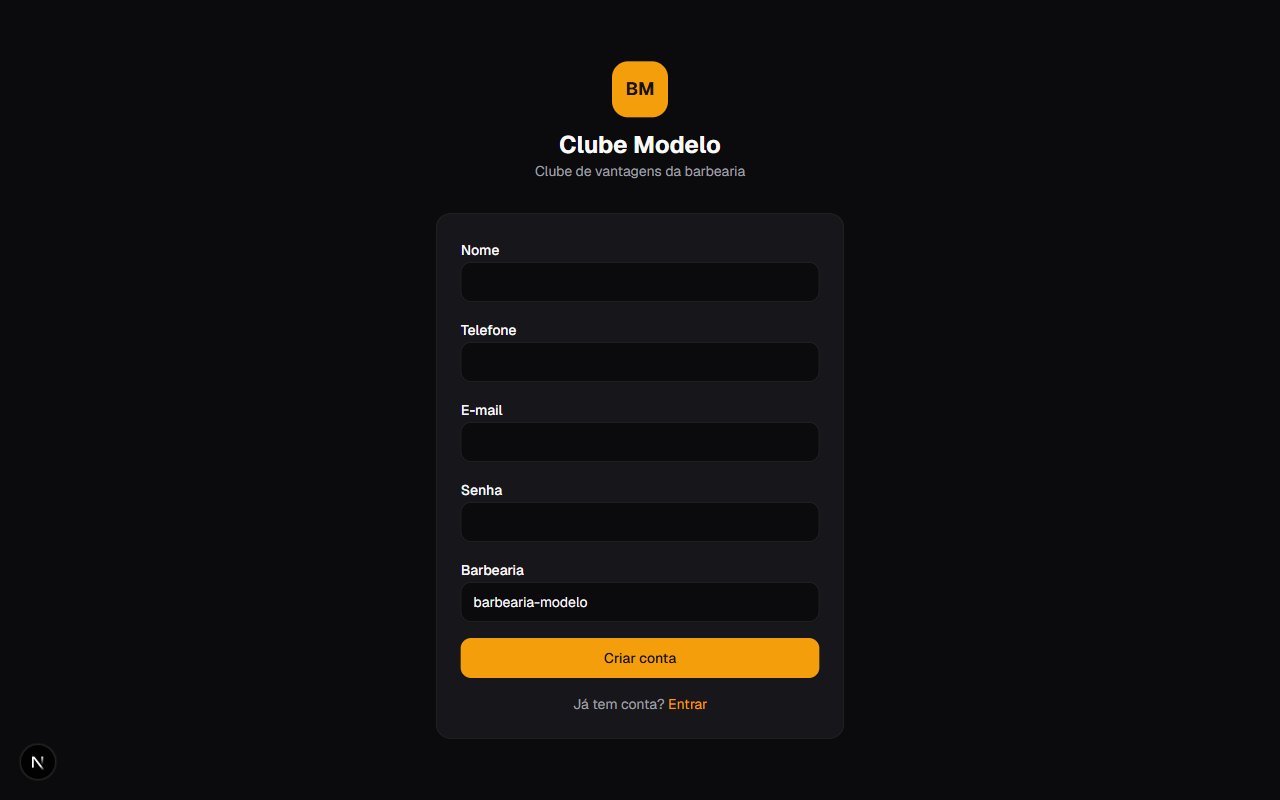 BM
Clube Modelo
Clube de vantagens da barbearia
Nome
Telefone
E-mail
Senha
Barbearia
barbearia-modelo
Criar conta
Já tem conta? Entrar
N